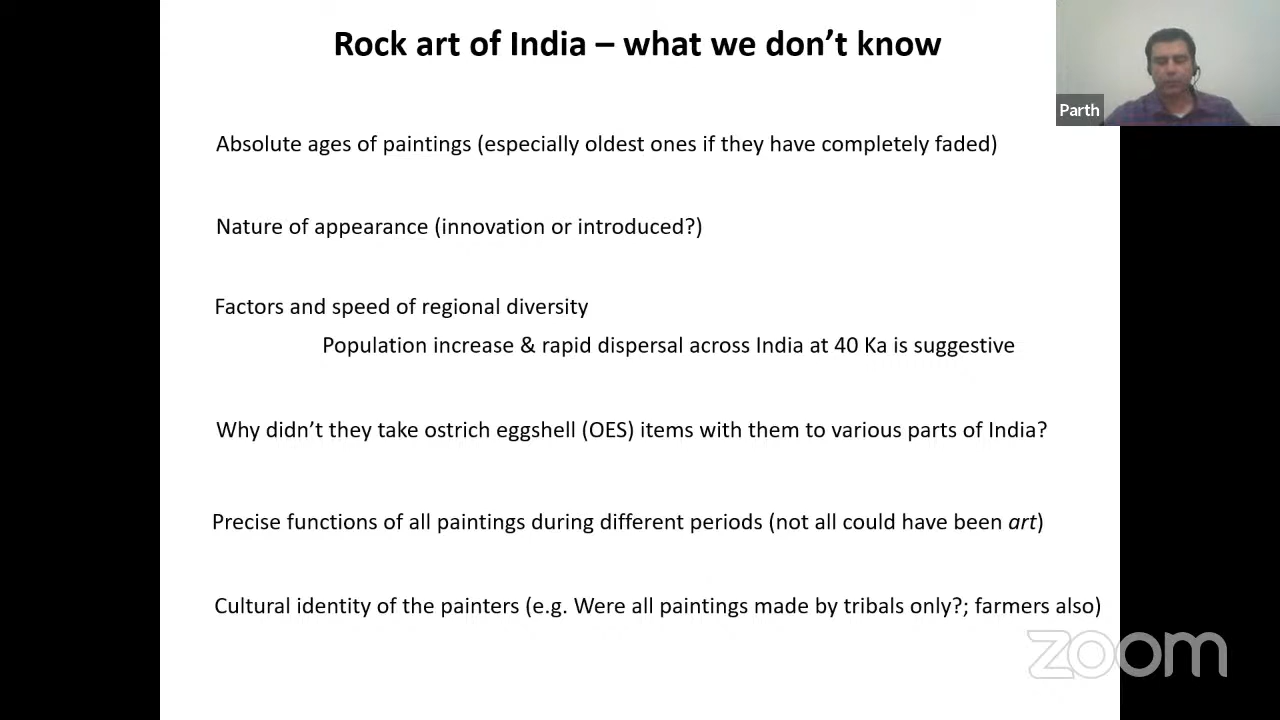 Rock art of India – what we don’t know
Parth
Absolute ages of paintings (especially oldest ones if they have completely faded)
Nature of appearance (innovation or introduced?)
Factors and speed of regional diversity
Population increase & rapid dispersal across India at 40 Ka is suggestive
Why didn’t they take ostrich eggshell (OES) items with them to various parts of India?
Precise functions of all paintings during different periods (not all could have been art)
Cultural identity of the painters (e.g. Were all paintings made by tribals only?; farmers also)
zoom